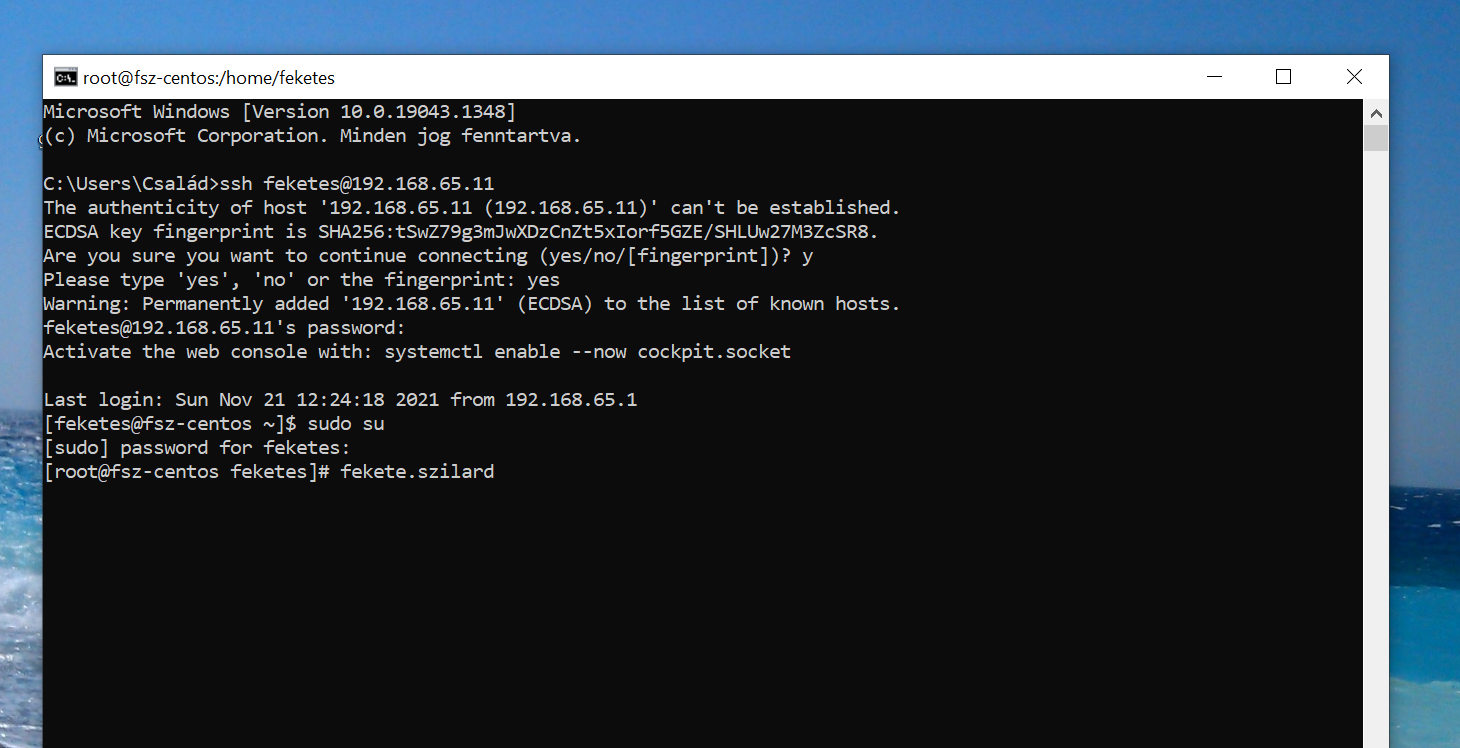 root@fsz-centos:/home/feketes
Microsoft Windows [Version 10.0.19043.1348]
(c) Microsoft Corporation. Minden jog fenntartva.
C:\Users\Család>ssh feketes@192.168.65.11
The authenticity of host '192.168.65.11 (192.168.65.11)' can't be established.
ECDSA key fingerprint is SHA256:tSwZ79g3mJwXDzCnZt5xIorf5GZE/SHLUw27M3ZcSR8.
Are you sure you want to continue connecting (yes/no/[fingerprint])? y
Please type 'yes', 'no' or the fingerprint: yes
Warning: Permanently added '192.168.65.11' (ECDSA) to the list of known hosts.
feketes@192.168.65.11's password:
Activate the web console with: systemctl enable --now cockpit.socket
Last login: Sun Nov 21 12:24:18 2021 from 192.168.65.1
[feketes@fsz-centos ~]$ sudo su
[sudo] password for feketes:
[root@fsz-centos feketes]# fekete.szilard